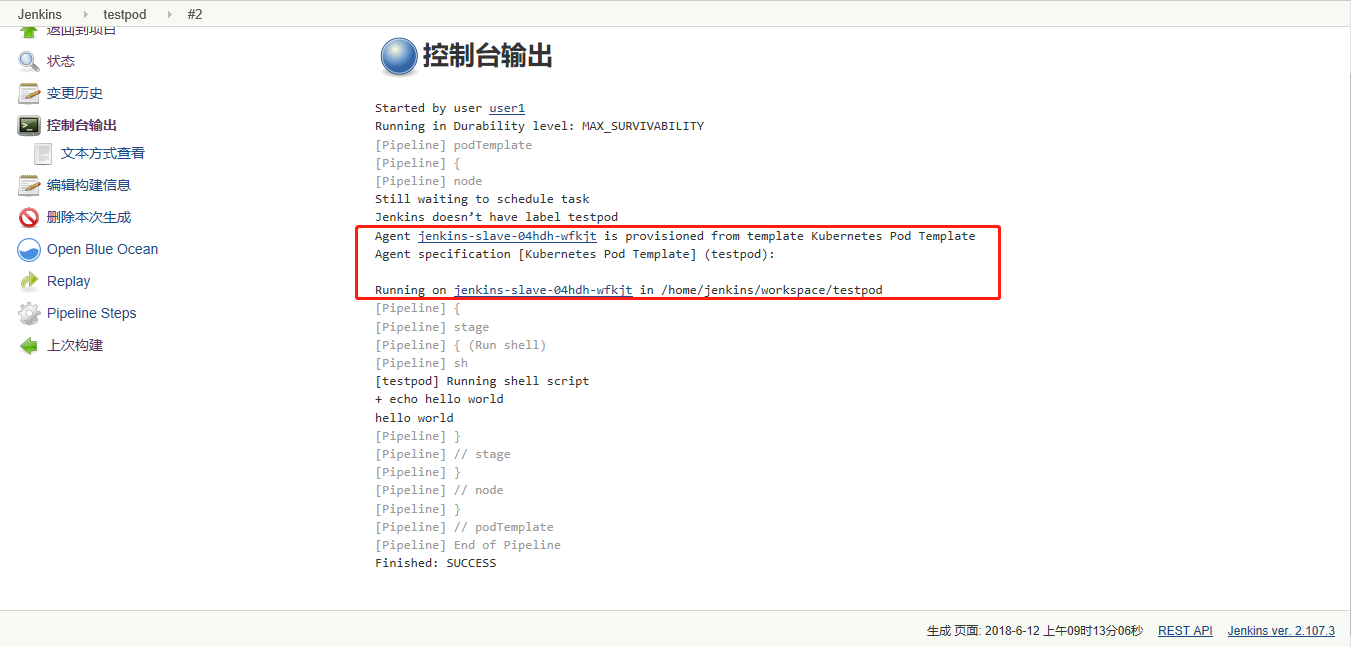 Jenkins testpod #2
返回到项目
状态
变更历史
控制台输出
文本方式查看
编辑构建信息
删除本次生成
Open Blue Ocean
Replay
Pipeline Steps
上次构建
控制台输出
Started by user user1
Running in Durability level: MAX_SURVIVABILITY
[Pipeline] podTemplate
[Pipeline] {
[Pipeline] node
Still waiting to schedule task
Jenkins doesn’t have label testpod
Agent jenkins-slave-04hdh-wfkjt is provisioned from template Kubernetes Pod Template
Agent specification [Kubernetes Pod Template] (testpod):
Running on jenkins-slave-04hdh-wfkjt in /home/jenkins/workspace/testpod
[Pipeline] {
[Pipeline] stage
[Pipeline] { (Run shell)
[Pipeline] sh
[testpod] Running shell script
+ echo hello world
hello world
[Pipeline] }
[Pipeline] // stage
[Pipeline] }
[Pipeline] // node
[Pipeline] }
[Pipeline] // podTemplate
[Pipeline] End of Pipeline
Finished: SUCCESS
生成 页面: 2018-6-12 上午09时13分06秒 REST API Jenkins ver. 2.107.3